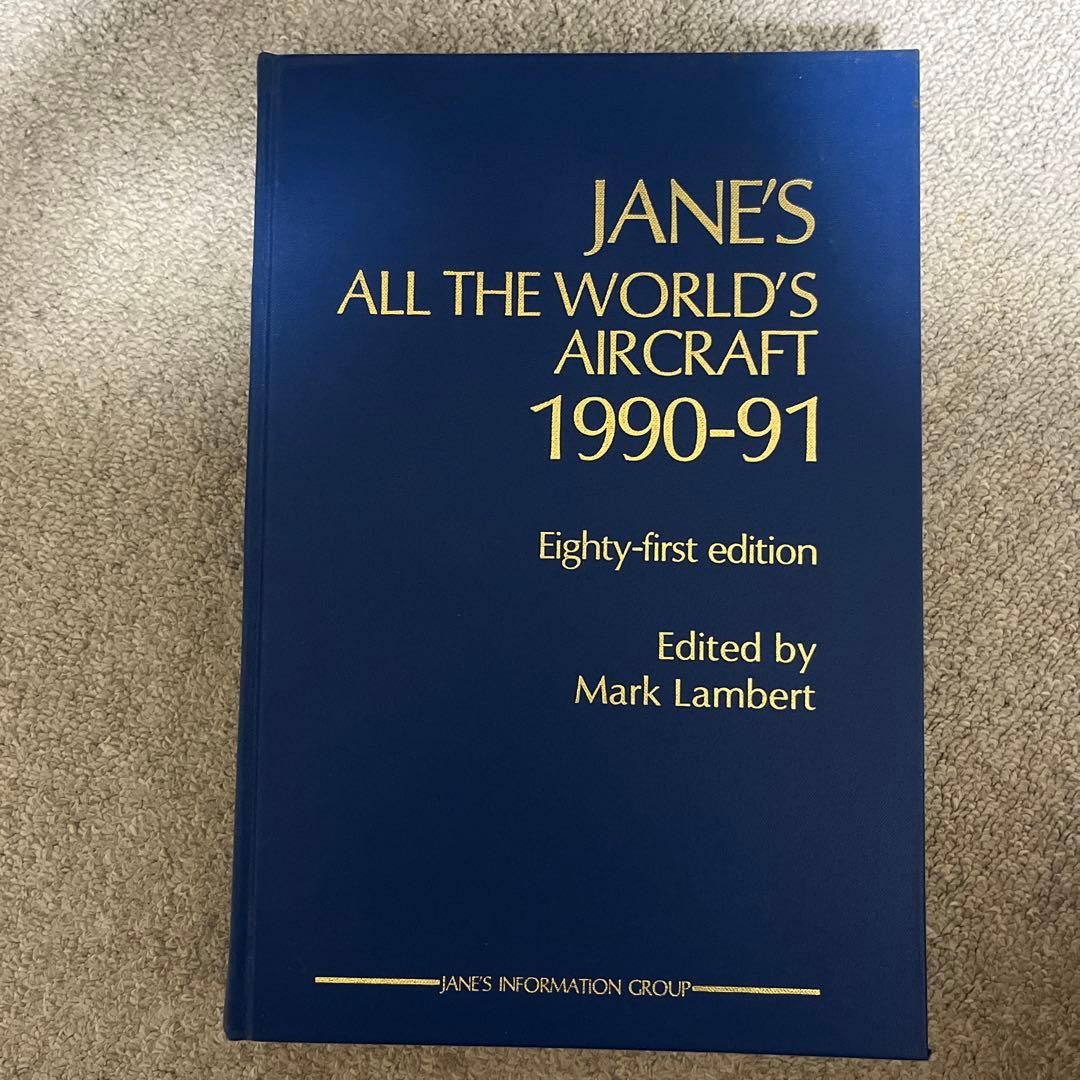 JANE'S
ALL THE WORLD'S
AIRCRAFT
1990-91
Eighty-first edition
Edited by
Mark Lambert
JANE'S INFORMATION GROUP